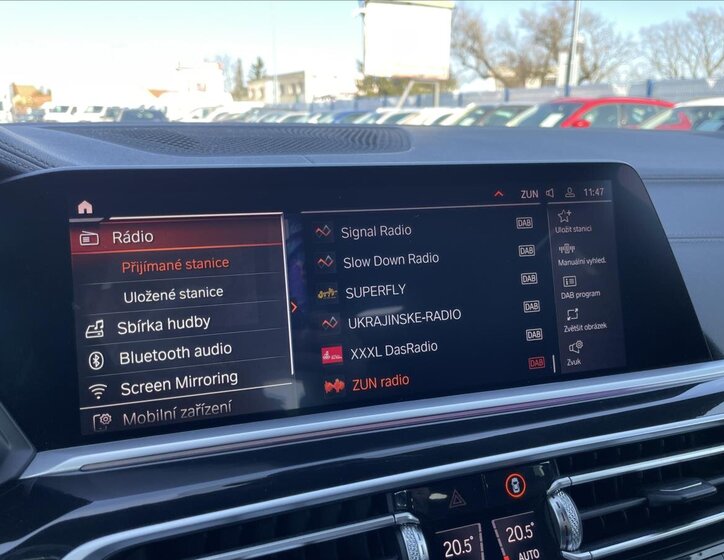 ZUN 11:47
Rádio
Přijímané stanice
Uložené stanice
Sbírka hudby
Bluetooth audio
Screen Mirroring
Mobilní zařízení
Signal Radio DAB
Slow Down Radio DAB
SUPERFLY DAB
UKRAJINSKE-RADIO DAB
XXXL DasRadio DAB
ZUN radio DAB
Uložit stanici
Manuální vyhled.
DAB program
Zvětšit obrázek
Zvuk
20.5°
20.5°
AUTO